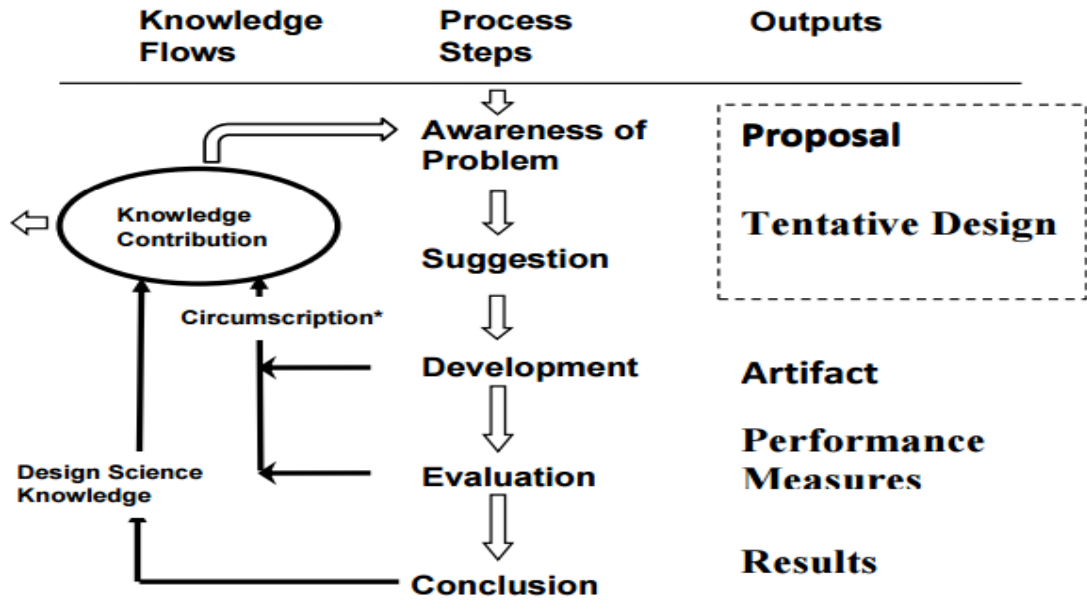 Knowledge
Flows
Process
Steps
Outputs
Awareness of
Problem
Proposal
Knowledge
Contribution
Tentative Design
Suggestion
Circumscription*
Development
Artifact
Performance
Measures
Design Science
Knowledge
Evaluation
Conclusion
Results